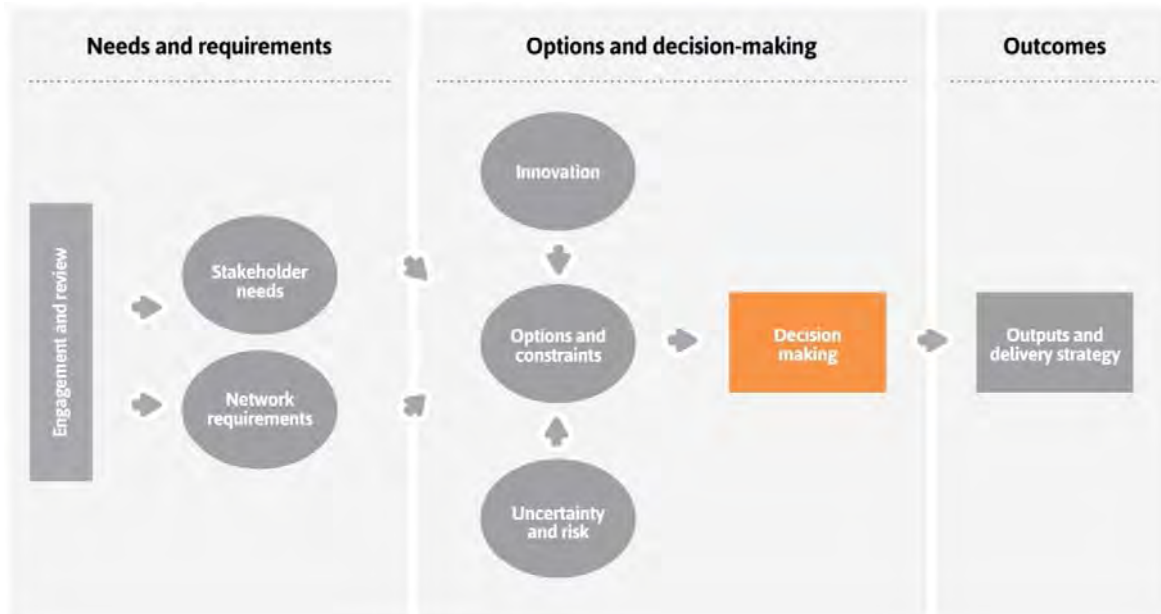 Needs and requirements
Options and decision-making
Outcomes
Engagement and review
Stakeholder
needs
Network
requirements
Innovation
Options and
constraints
Uncertainty
and risk
Decision
making
Outputs and
delivery strategy